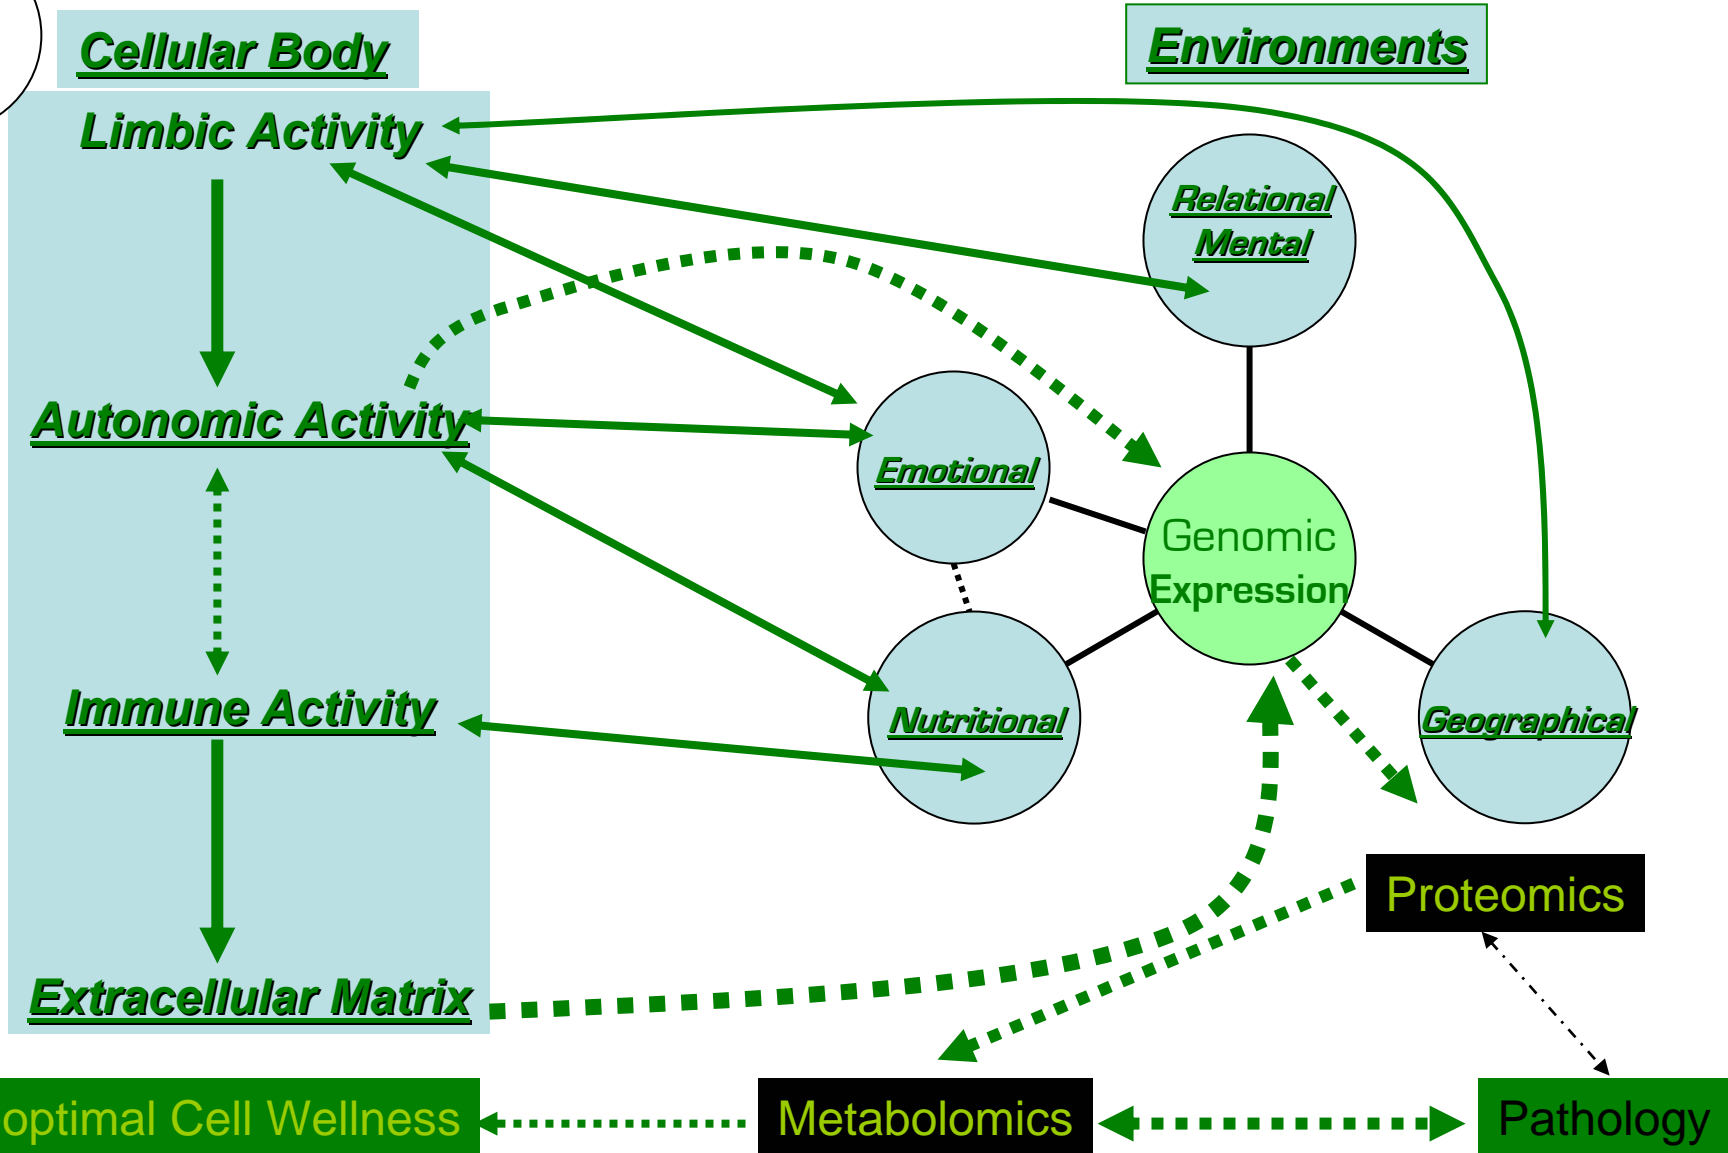 Cellular Body
Environments
Limbic Activity
Relational
Mental
Autonomic Activity
Emotional
Genomic
Expression
Immune Activity
Nutritional
Geographical
Proteomics
Extracellular Matrix
optimal Cell Wellness
Metabolomics
Pathology